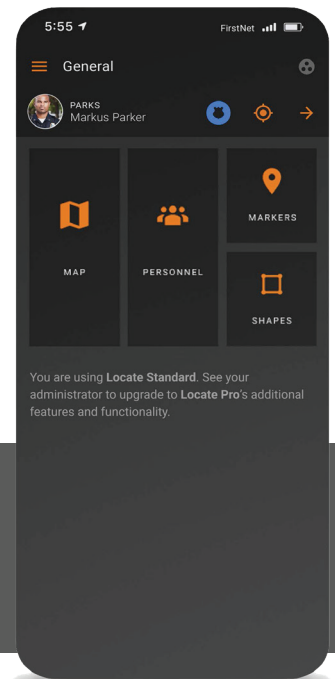 5:55
FirstNet
General
PARKS
Markus Parker
MAP
PERSONNEL
MARKERS
SHAPES
You are using Locate Standard. See your
administrator to upgrade to Locate Pro's additional
features and functionality.